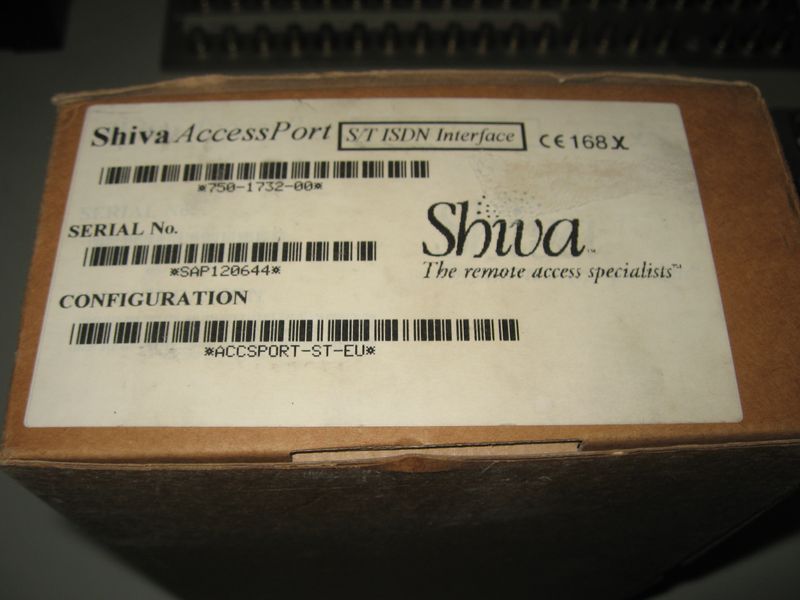 Shiva AccessPort S/T ISDN Interface CE168X
*750-1732-00*
SERIAL No.
*SAP120644*
Shiva™
The remote access specialists™
CONFIGURATION
*ACCSPORT-ST-EU*